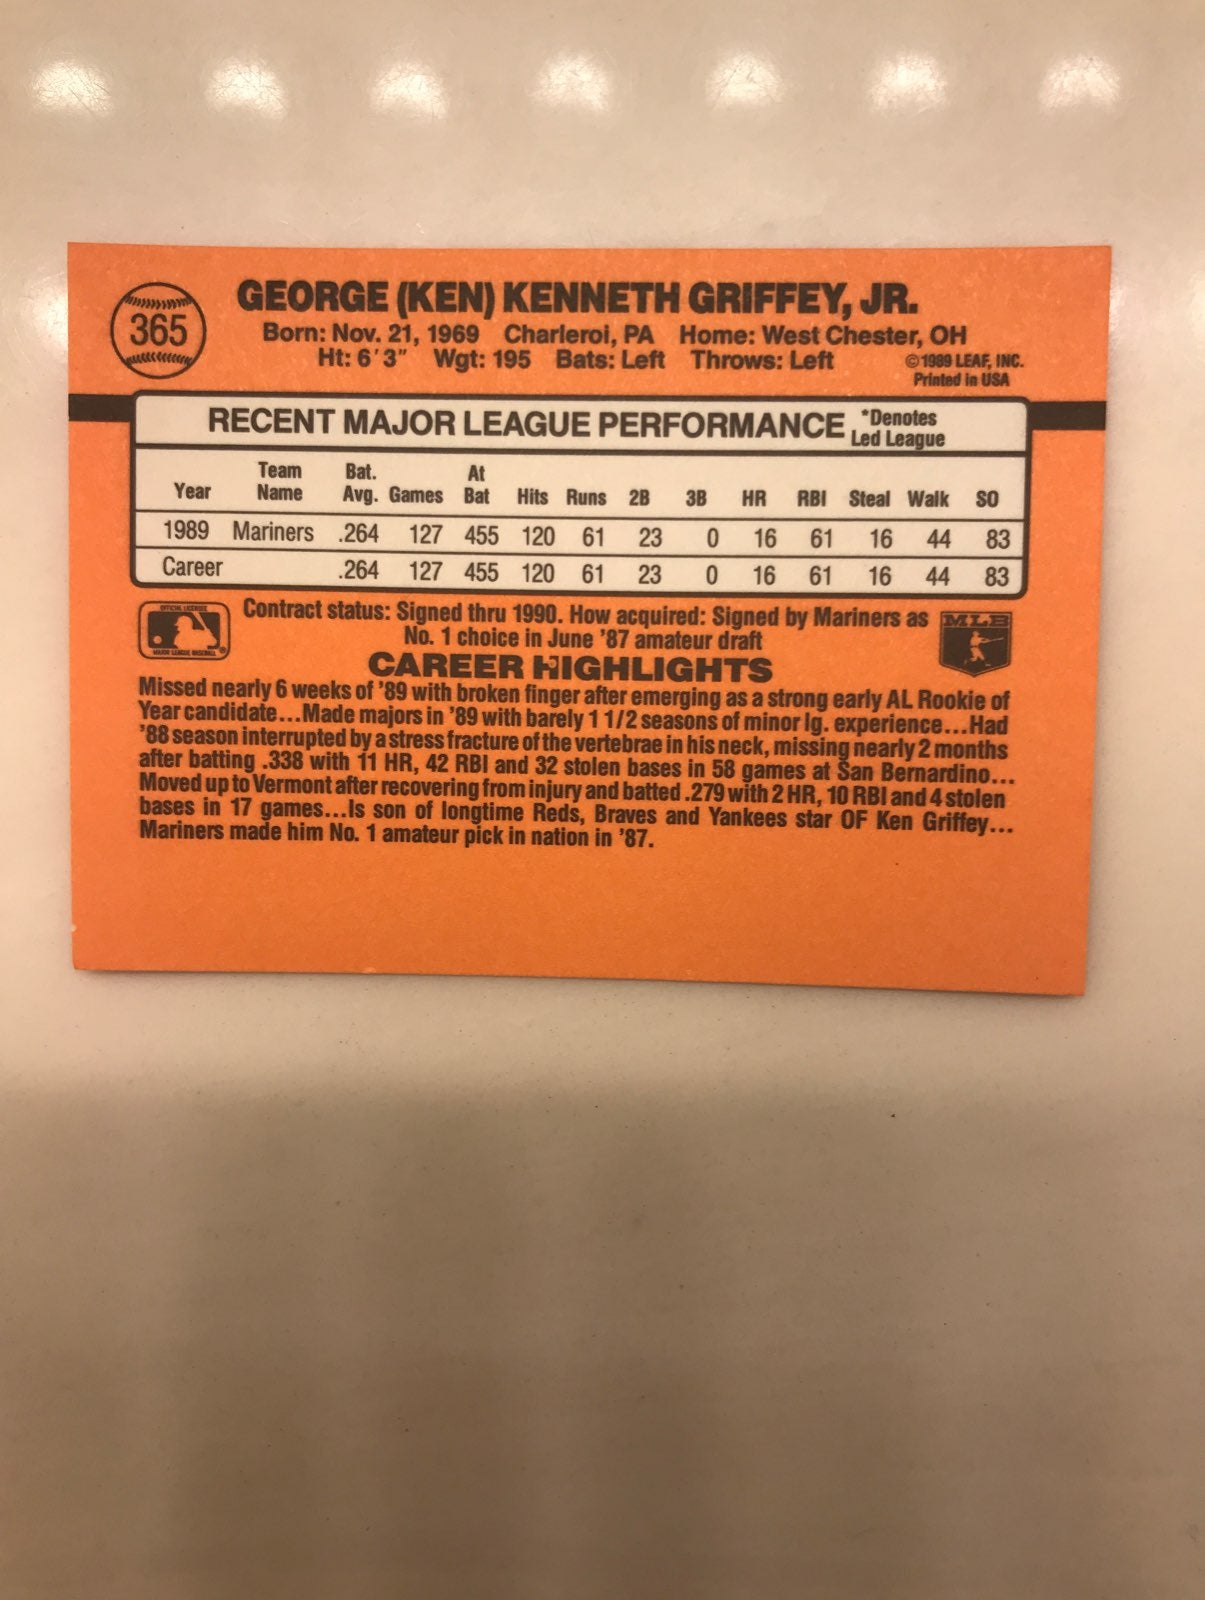 365
GEORGE (KEN) KENNETH GRIFFEY, JR.
Born: Nov. 21, 1969 Charleroi, PA Home: West Chester, OH
Ht: 6'3" Wgt: 195 Bats: Left Throws: Left
©1989 LEAF, INC.
Printed in USA
RECENT MAJOR LEAGUE PERFORMANCE *Denotes Led League
Year Team Name Bat. Avg. Games At Bat Hits Runs 2B 3B HR RBI Steal Walk SO
1989 Mariners .264 127 455 120 61 23 0 16 61 16 44 83
Career .264 127 455 120 61 23 0 16 61 16 44 83
OFFICIAL LICENSEE
MAJOR LEAGUE BASEBALL
Contract status: Signed thru 1990. How acquired: Signed by Mariners as
No. 1 choice in June '87 amateur draft
MLB
CAREER HIGHLIGHTS
Missed nearly 6 weeks of '89 with broken finger after emerging as a strong early AL Rookie of
Year candidate...Made majors in '89 with barely 1 1/2 seasons of minor lg. experience...Had
'88 season interrupted by a stress fracture of the vertebrae in his neck, missing nearly 2 months
after batting .338 with 11 HR, 42 RBI and 32 stolen bases in 58 games at San Bernardino...
Moved up to Vermont after recovering from injury and batted .279 with 2 HR, 10 RBI and 4 stolen
bases in 17 games...Is son of longtime Reds, Braves and Yankees star OF Ken Griffey...
Mariners made him No. 1 amateur pick in nation in '87.